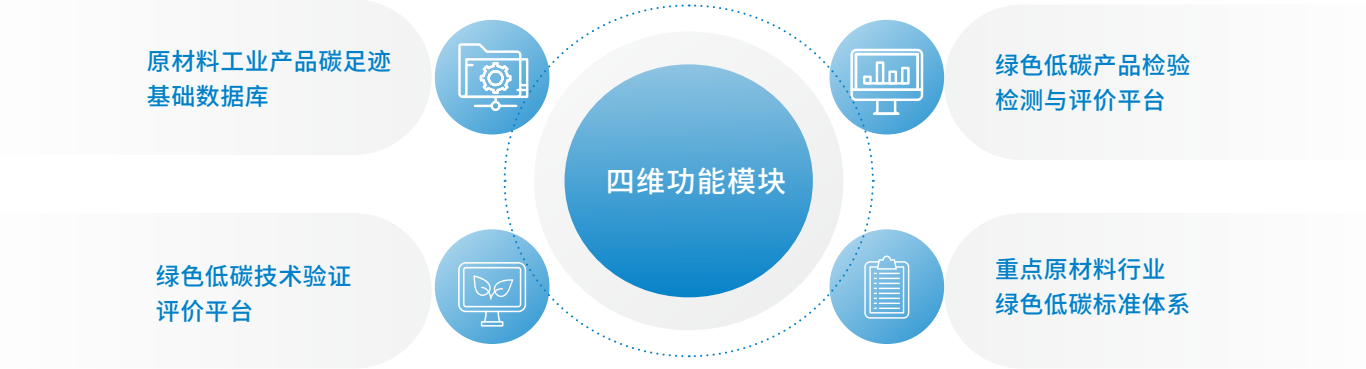 原材料工业产品碳足迹
基础数据库
绿色低碳产品检验
检测与评价平台
四维功能模块
绿色低碳技术验证
评价平台
重点原材料行业
绿色低碳标准体系